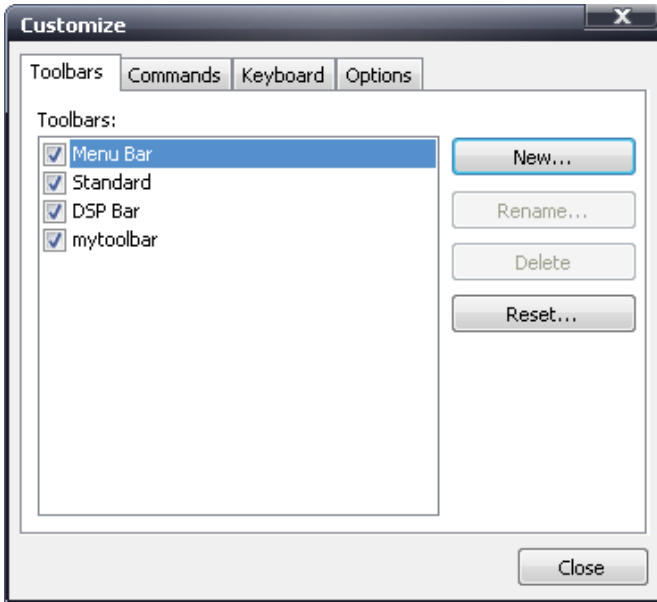 Customize
X
Toolbars Commands Keyboard Options
Toolbars:
Menu Bar
Standard
DSP Bar
mytoolbar
New...
Rename...
Delete
Reset...
Close